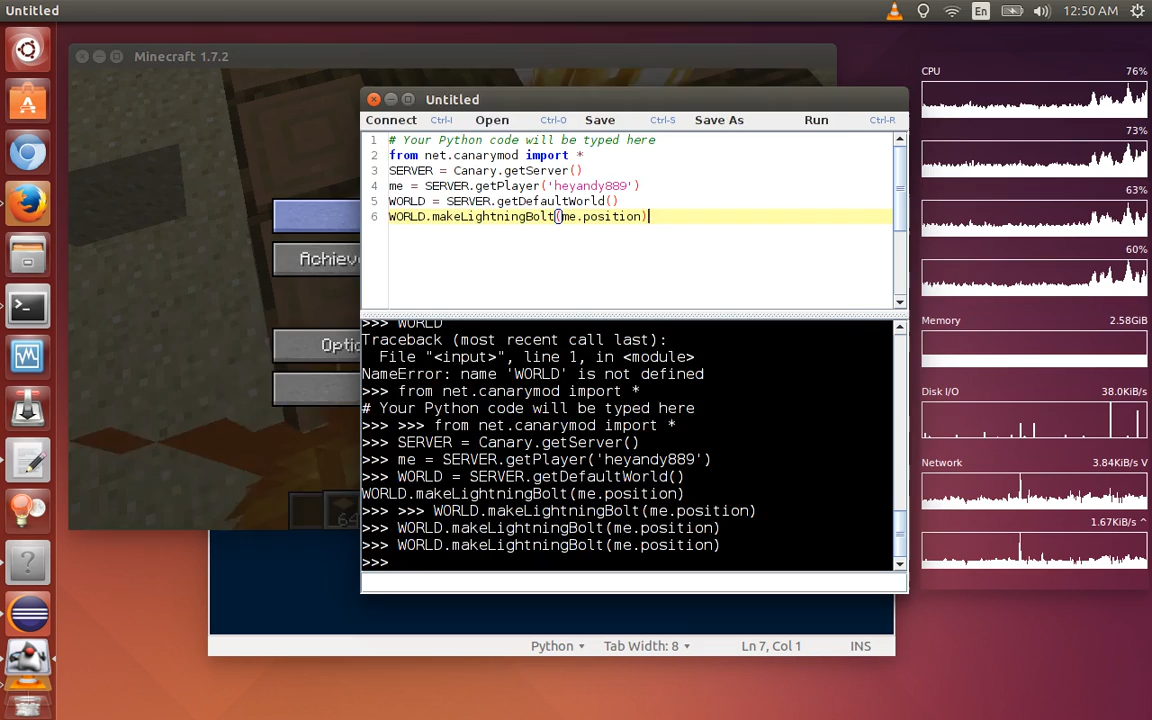 Untitled
En
12:50 AM
Minecraft 1.7.2
Untitled
Connect Ctrl-I Open Ctrl-O Save Ctrl-S Save As Run Ctrl-R
1 # Your Python code will be typed here
2 from net.canarymod import *
3 SERVER = Canary.getServer()
4 me = SERVER.getPlayer('heyandy889')
5 WORLD = SERVER.getDefaultWorld()
6 WORLD.makeLightningBolt(me.position)
Achieve
Optio
64
>>> WORLD
Traceback (most recent call last):
File "<input>", line 1, in <module>
NameError: name 'WORLD' is not defined
>>> from net.canarymod import *
# Your Python code will be typed here
>>> >>> from net.canarymod import *
>>> SERVER = Canary.getServer()
>>> me = SERVER.getPlayer('heyandy889')
>>> WORLD = SERVER.getDefaultWorld()
WORLD.makeLightningBolt(me.position)
>>> >>> WORLD.makeLightningBolt(me.position)
>>> WORLD.makeLightningBolt(me.position)
>>> WORLD.makeLightningBolt(me.position)
>>>
Python Tab Width: 8 Ln 7, Col 1 INS
CPU 76%
73%
63%
60%
Memory 2.58GiB
Disk I/O 38.0KiB/s
Network 3.84KiB/s V
1.67KiB/s ^